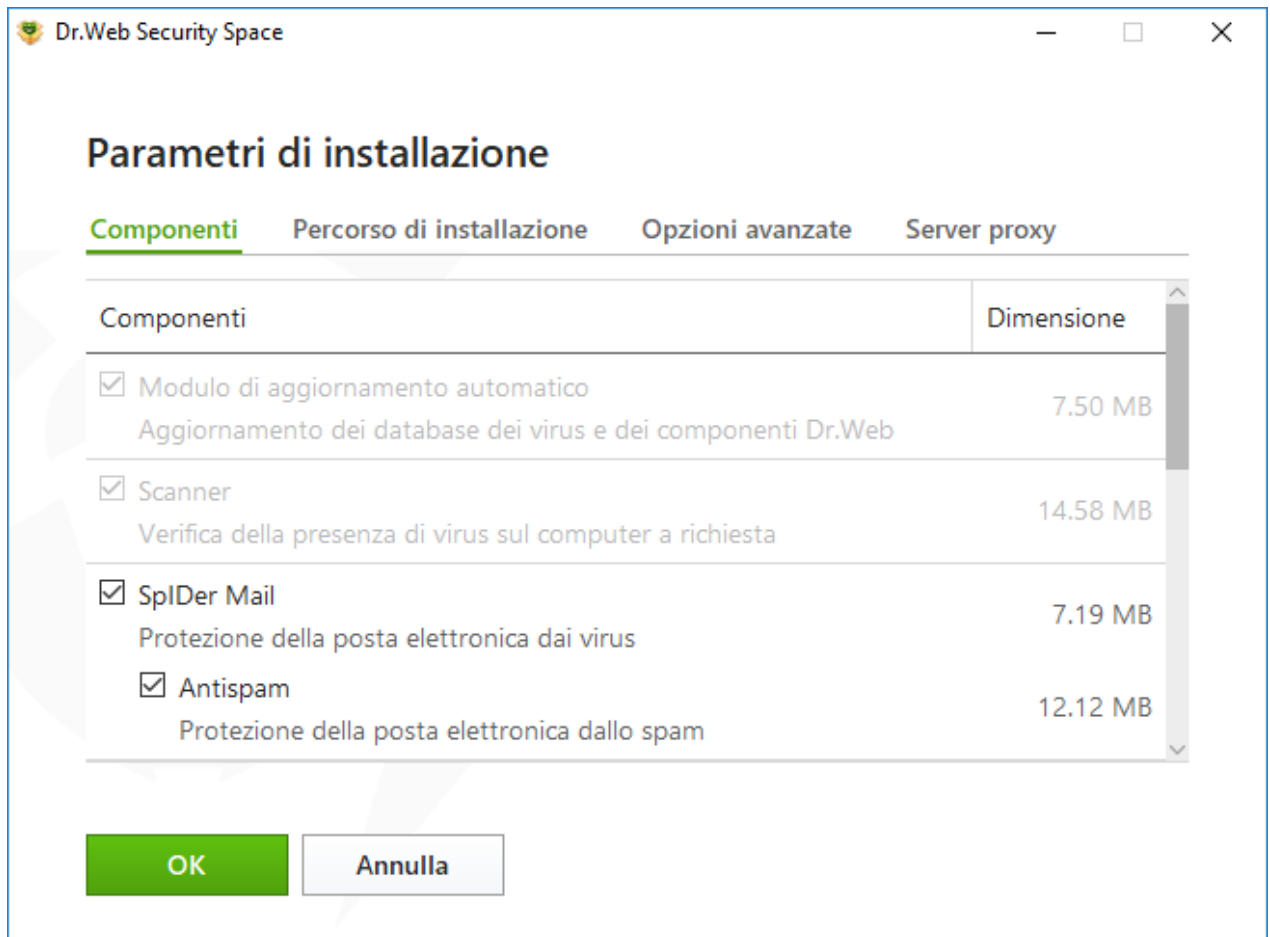 Dr.Web Security Space
Parametri di installazione
Componenti Percorso di installazione Opzioni avanzate Server proxy
Componenti Dimensione
Modulo di aggiornamento automatico
7.50 MB
Aggiornamento dei database dei virus e dei componenti Dr.Web
Scanner
14.58 MB
Verifica della presenza di virus sul computer a richiesta
SpIDer Mail
7.19 MB
Protezione della posta elettronica dai virus
Antispam
12.12 MB
Protezione della posta elettronica dallo spam
OK Annulla